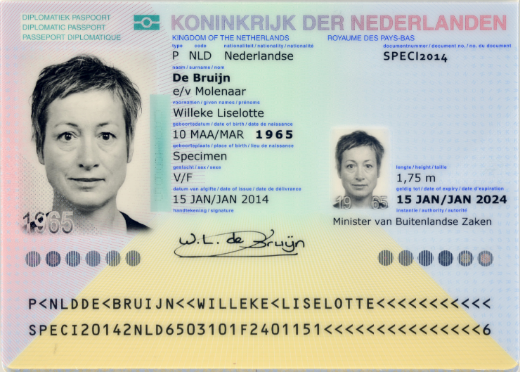 DIPLOMATIEK PASPOORT
DIPLOMATIC PASSPORT
PASSEPORT DIPLOMATIQUE
KONINKRIJK DER NEDERLANDEN
KINGDOM OF THE NETHERLANDS ROYAUME DES PAYS-BAS
type code nationaliteit / nationality / nationalité documentnummer / document no. / no. de document
P NLD Nederlandse SPECI2014
naam / surname / nom
De Bruijn
e/v Molenaar
voornamen / given names / prénoms
Willeke Liselotte
geboortedatum / date of birth / date de naissance
10 MAA/MAR 1965
geboorteplaats / place of birth / lieu de naissance
Specimen
geslacht / sex / sexe lengte / height / taille
V/F 1,75 m
datum van afgifte / date of issue / date de délivrance geldig tot / date of expiry / date d'expiration
15 JAN/JAN 2014 15 JAN/JAN 2024
handtekening / signature instantie / authority / autorité
Minister van Buitenlandse Zaken
1965
1965
W.L. de Bruijn
P<NLDDE<BRUIJN<<WILLEKE<LISELOTTE<<<<<<<<<<<
SPECI20142NLD6503101F2401151<<<<<<<<<<<<<<<6